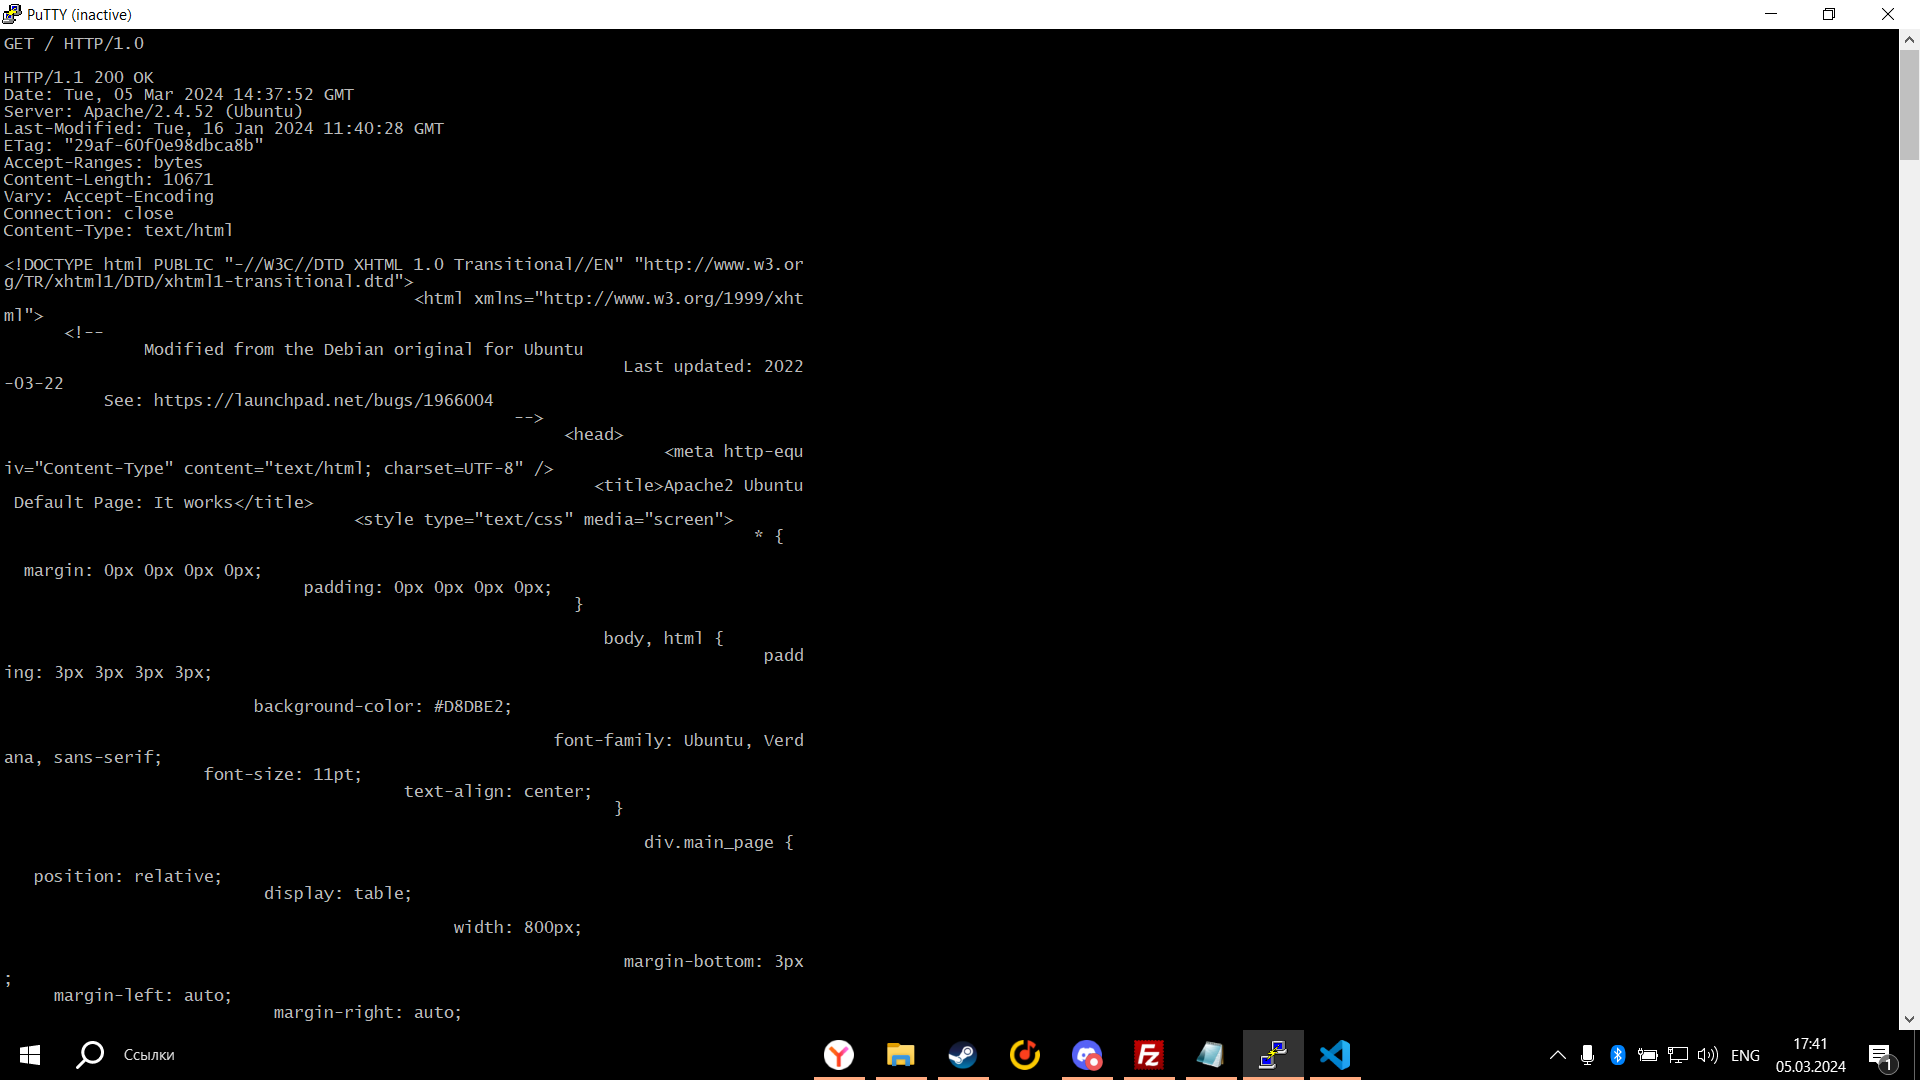 PuTTY (inactive)
GET / HTTP/1.0
HTTP/1.1 200 OK
Date: Tue, 05 Mar 2024 14:37:52 GMT
Server: Apache/2.4.52 (Ubuntu)
Last-Modified: Tue, 16 Jan 2024 11:40:28 GMT
ETag: "29af-60f0e98dbca8b"
Accept-Ranges: bytes
Content-Length: 10671
Vary: Accept-Encoding
Connection: close
Content-Type: text/html
<!DOCTYPE html PUBLIC "-//W3C//DTD XHTML 1.0 Transitional//EN" "http://www.w3.or
g/TR/xhtml1/DTD/xhtml1-transitional.dtd">
<html xmlns="http://www.w3.org/1999/xht
ml">
<!--
Modified from the Debian original for Ubuntu
Last updated: 2022
-03-22
See: https://launchpad.net/bugs/1966004
-->
<head>
<meta http-equ
iv="Content-Type" content="text/html; charset=UTF-8" />
<title>Apache2 Ubuntu
Default Page: It works</title>
<style type="text/css" media="screen">
* {
margin: 0px 0px 0px 0px;
padding: 0px 0px 0px 0px;
}
body, html {
padd
ing: 3px 3px 3px 3px;
background-color: #D8DBE2;
font-family: Ubuntu, Verd
ana, sans-serif;
font-size: 11pt;
text-align: center;
}
div.main_page {
position: relative;
display: table;
width: 800px;
margin-bottom: 3px
;
margin-left: auto;
margin-right: auto;
Ссылки
ENG
17:41
05.03.2024
1